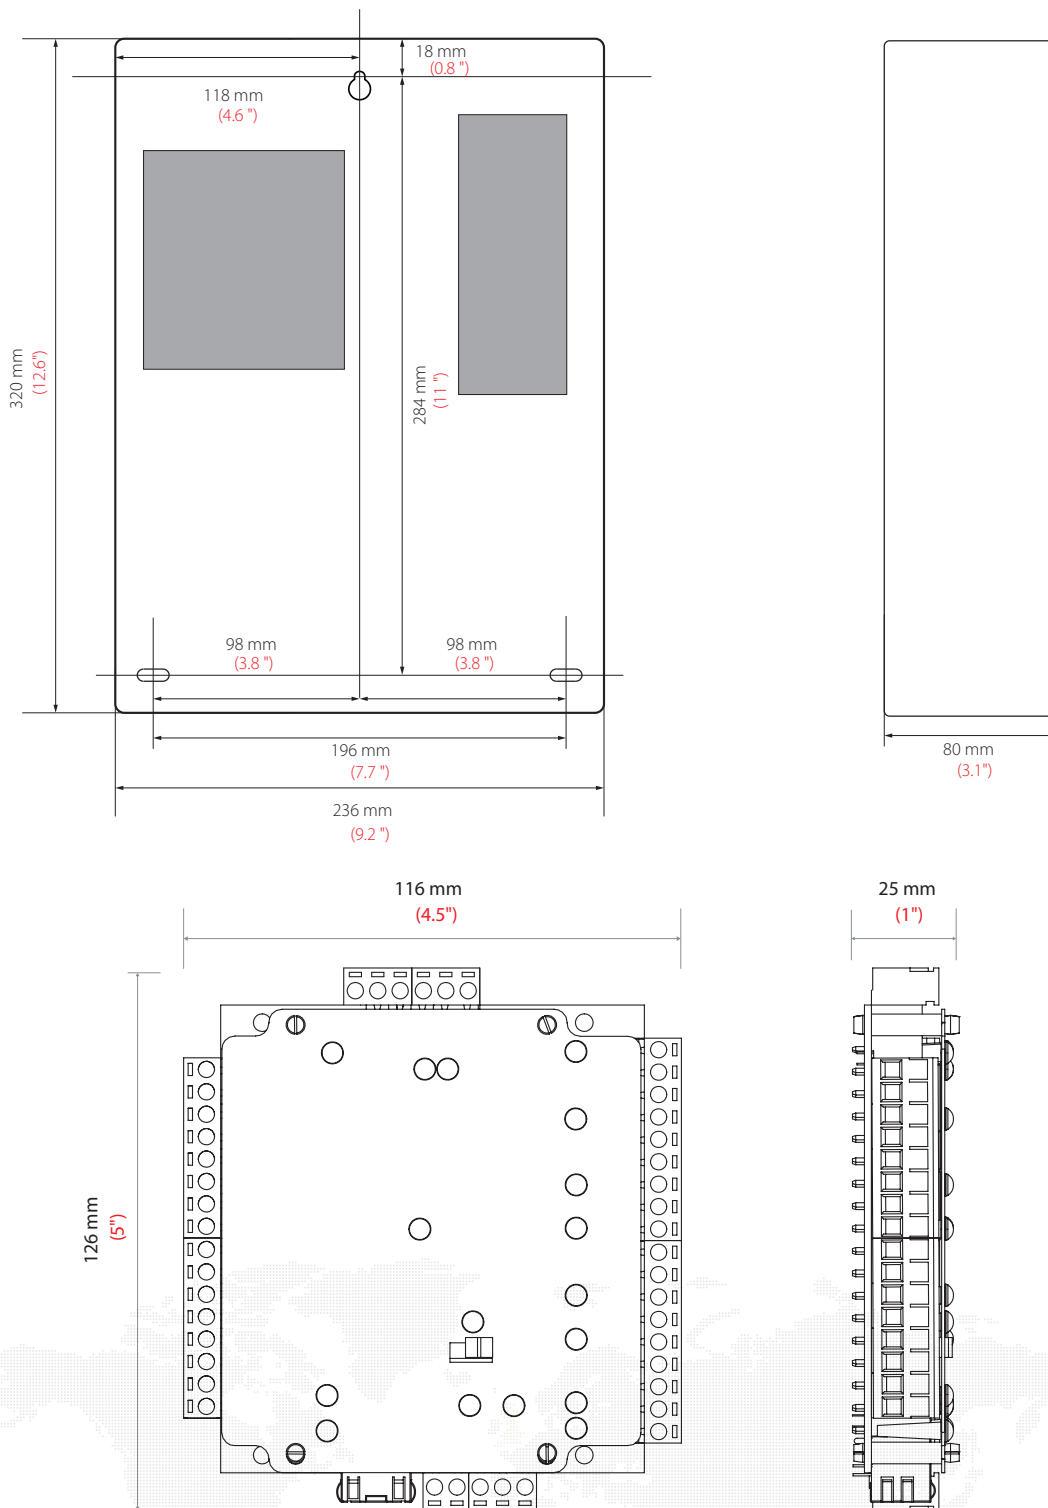 18 mm
(0.8 ")
118 mm
(4.6 ")
320 mm
(12.6")
284 mm
(11 ")
98 mm
(3.8 ")
98 mm
(3.8 ")
196 mm
(7.7 ")
80 mm
(3.1")
236 mm
(9.2 ")
116 mm
(4.5")
25 mm
(1")
126 mm
(5")